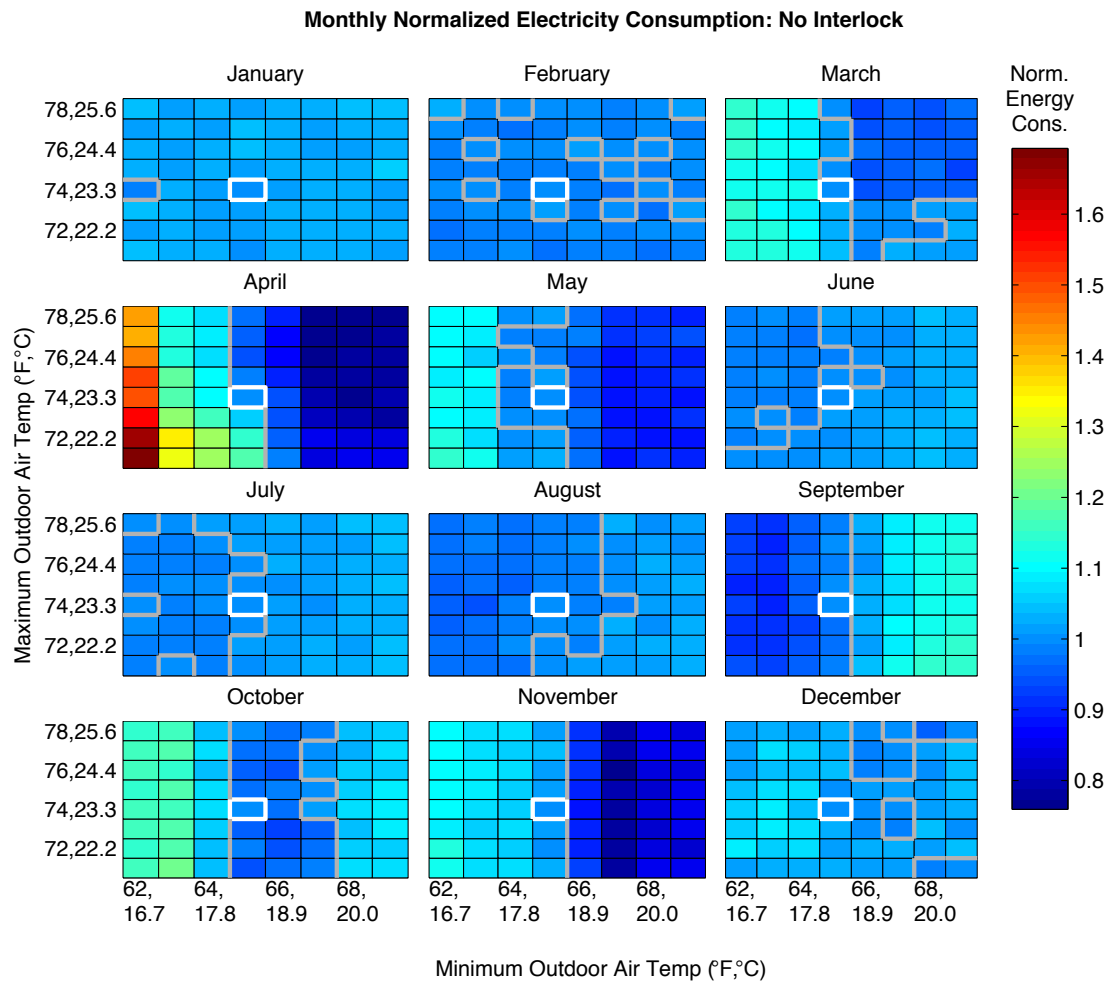 Monthly Normalized Electricity Consumption: No Interlock
January
February
March
Norm.
Energy
Cons.
78,25.6
76,24.4
74,23.3
72,22.2
April
May
June
78,25.6
76,24.4
74,23.3
72,22.2
July
August
September
78,25.6
76,24.4
74,23.3
72,22.2
October
November
December
78,25.6
76,24.4
74,23.3
72,22.2
62,
16.7
64,
17.8
66,
18.9
68,
20.0
62,
16.7
64,
17.8
66,
18.9
68,
20.0
62,
16.7
64,
17.8
66,
18.9
68,
20.0
Maximum Outdoor Air Temp (°F,°C)
Minimum Outdoor Air Temp (°F,°C)
1.6
1.5
1.4
1.3
1.2
1.1
1
0.9
0.8